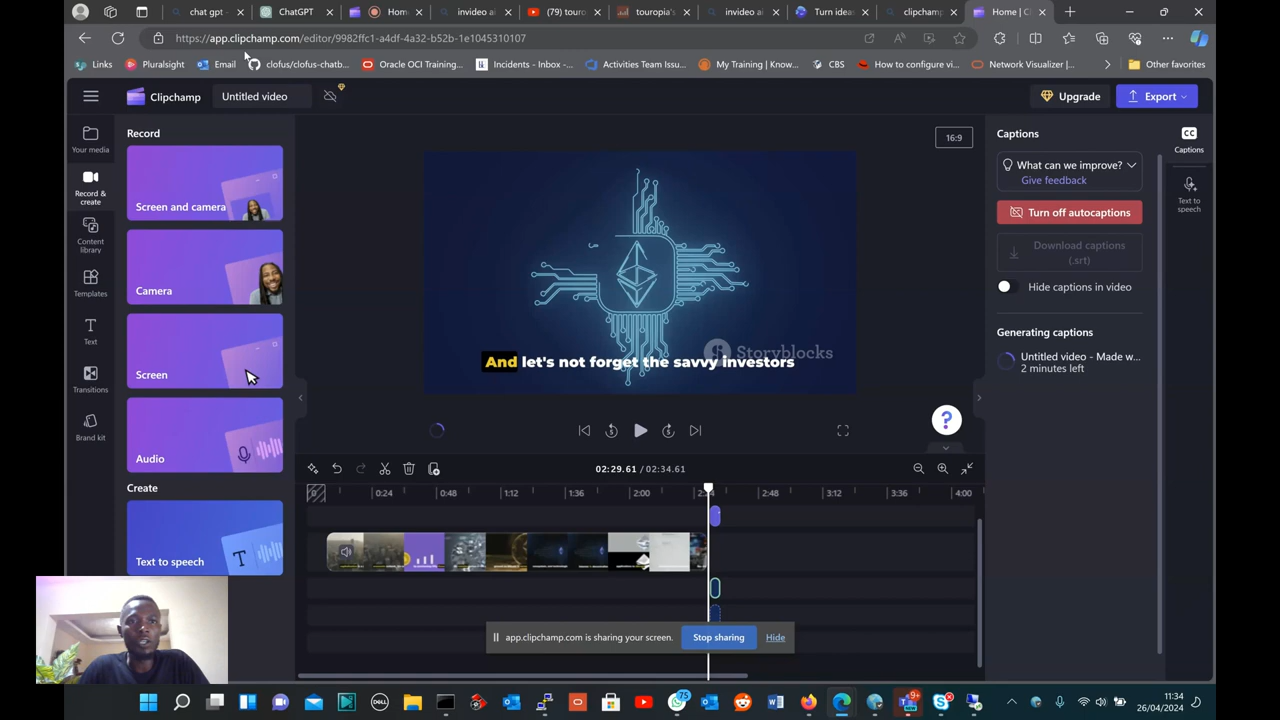 chat gpt -
ChatGPT
Home
invideo ai
(79) touro
touropia's
invideo ai
Turn ideas
clipchamp
Home | C
https://app.clipchamp.com/editor/9982ffc1-a4df-4a32-b52b-1e1045310107
Links
Pluralsight
Email
clofus/clofus-chatb...
Oracle OCI Training...
Incidents - Inbox -...
Activities Team Issu...
My Training | Know...
CBS
How to configure vi...
Network Visualizer |...
Other favorites
Clipchamp
Untitled video
Upgrade
Export
Your media
Record & create
Content library
Templates
Text
Transitions
Brand kit
Record
Screen and camera
Camera
Screen
Audio
Create
Text to speech
16:9
Storyblocks
And let's not forget the savvy investors
Captions
What can we improve?
Give feedback
Turn off autocaptions
Download captions
(.srt)
Hide captions in video
Generating captions
Untitled video - Made w...
2 minutes left
CC
Captions
Text to
speech
?
02:29.61 / 02:34.61
0
0:24
0:48
1:12
1:36
2:00
2:48
3:12
3:36
4:00
app.clipchamp.com is sharing your screen.
Stop sharing
Hide
75
9+
11:34
26/04/2024